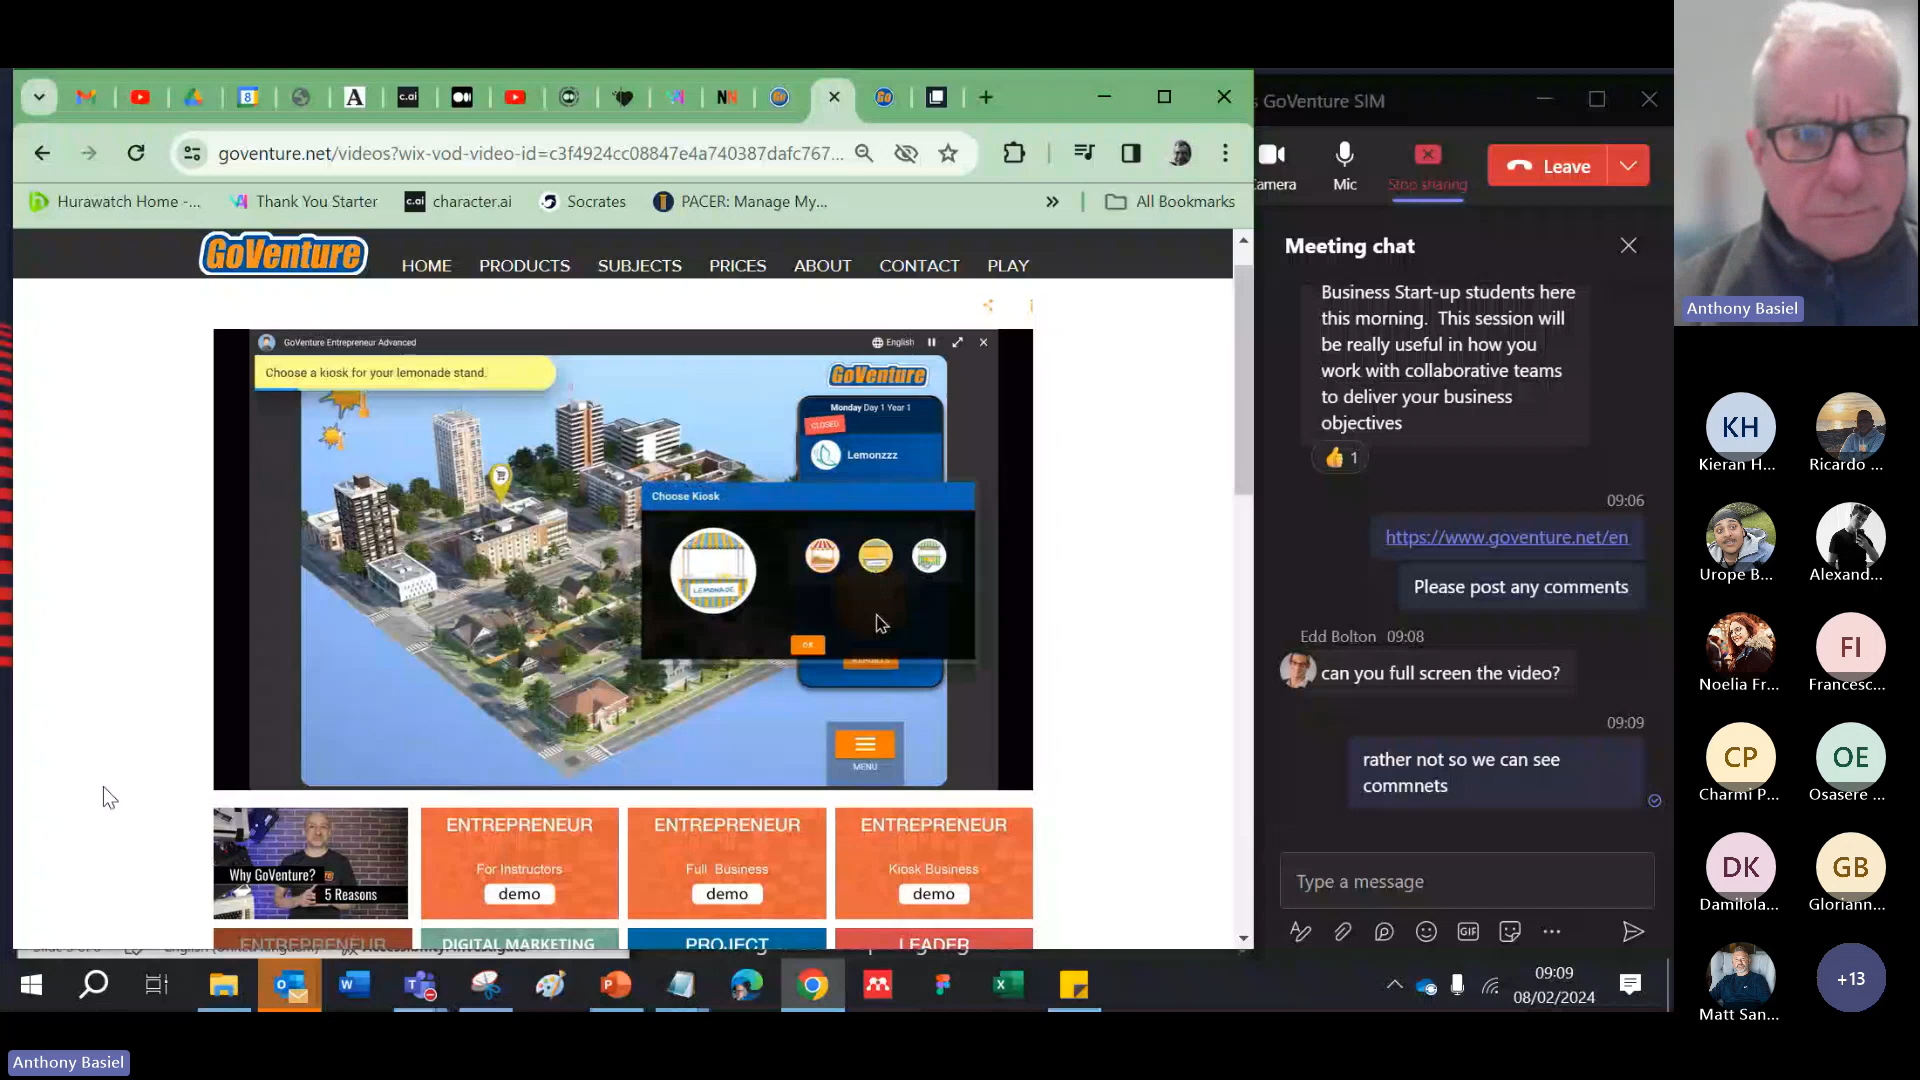 goventure.net/videos?wix-vod-video-id=c3f4924cc08847e4a740387dafc767...
Hurawatch Home -...
Thank You Starter
character.ai
Socrates
PACER: Manage My...
»
All Bookmarks
GoVenture
HOME
PRODUCTS
SUBJECTS
PRICES
ABOUT
CONTACT
PLAY
GoVenture Entrepreneur Advanced
English
Choose a kiosk for your lemonade stand.
GoVenture
Monday Day 1 Year 1
CLOSED
Lemonzzz
Choose Kiosk
LEMONADE
OK
MENU
Why GoVenture?
5 Reasons
ENTREPRENEUR
For Instructors
demo
ENTREPRENEUR
Full Business
demo
ENTREPRENEUR
Kiosk Business
demo
ENTREPRENEUR
DIGITAL MARKETING
PROJECT
LEADER
s GoVenture SIM
Camera
Mic
Stop sharing
Leave
Meeting chat
Business Start-up students here
this morning. This session will
be really useful in how you
work with collaborative teams
to deliver your business
objectives
1
09:06
https://www.goventure.net/en
Please post any comments
Edd Bolton 09:08
can you full screen the video?
09:09
rather not so we can see
commnets
Type a message
GIF
09:09
08/02/2024
Anthony Basiel
KH
Kieran H...
Ricardo ...
Urope B...
Alexand...
Noelia Fr...
FI
Francesc...
CP
Charmi P...
OE
Osasere ...
DK
Damilola...
GB
Gloriann...
Matt San...
+13
Anthony Basiel